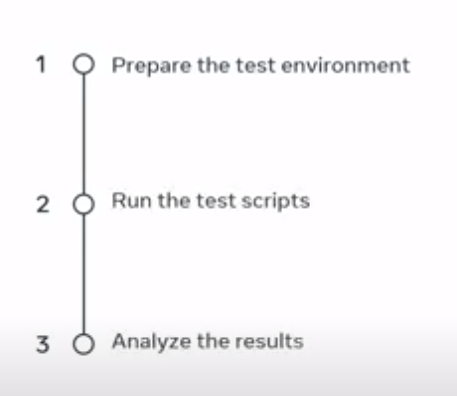 1 Prepare the test environment
2 Run the test scripts
3 Analyze the results